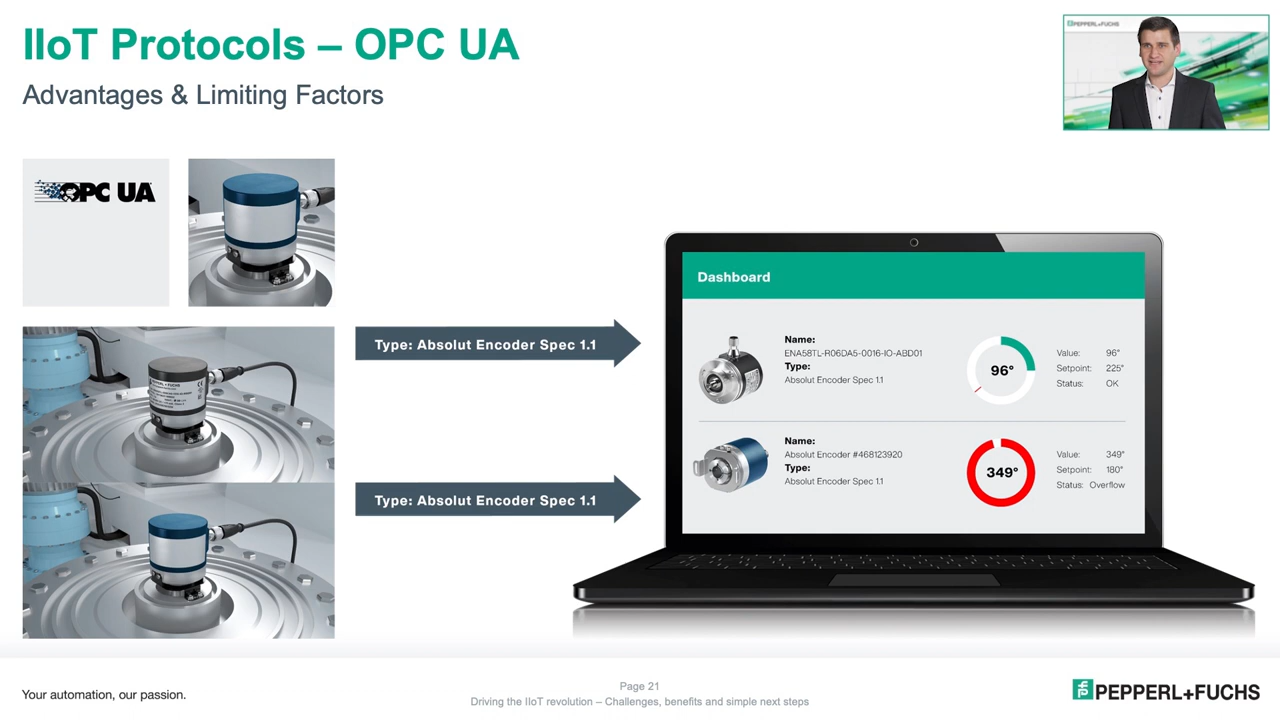 IIoT Protocols – OPC UA
Advantages & Limiting Factors
PEPPERL+FUCHS
OPC UA
Type: Absolut Encoder Spec 1.1
Type: Absolut Encoder Spec 1.1
PEPPERL+FUCHS
Dashboard
Name:
ENA58TL-R06DA5-0016-IO-ABD01
Type:
Absolut Encoder Spec 1.1
96°
Value: 96°
Setpoint: 225°
Status: OK
Name:
Absolut Encoder #468123920
Type:
Absolut Encoder Spec 1.1
349°
Value: 349°
Setpoint: 180°
Status: Overflow
Your automation, our passion.
Page 21
Driving the IIoT revolution – Challenges, benefits and simple next steps
PEPPERL+FUCHS